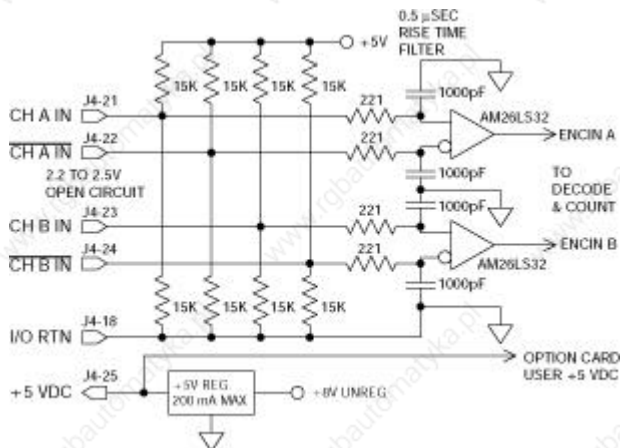 0.5 µSEC
RISE TIME
FILTER
+5V
15K 15K 15K 15K
1000pF
J4-21
CH A IN
221
AM26LS32
ENCIN A
J4-22
CH A IN
221
2.2 TO 2.5V
OPEN CIRCUIT
1000pF
1000pF
TO
DECODE
& COUNT
J4-23
CH B IN
221
ENCIN B
J4-24
CH B IN
221
AM26LS32
1000pF
15K 15K 15K 15K
J4-18
I/O RTN
OPTION CARD
USER +5 VDC
J4-25
+5 VDC
+5V REG
200 mA MAX
+8V UNREG
www.rgbautomatyka.pl